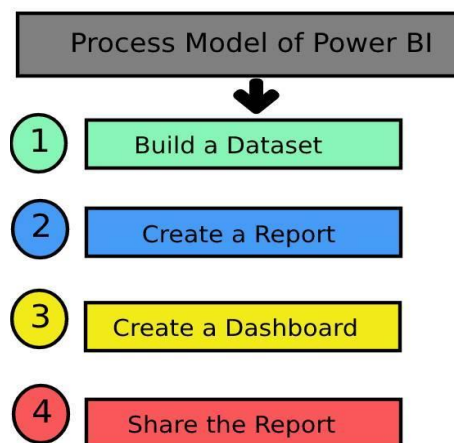 Process Model of Power BI
1 Build a Dataset
2 Create a Report
3 Create a Dashboard
4 Share the Report